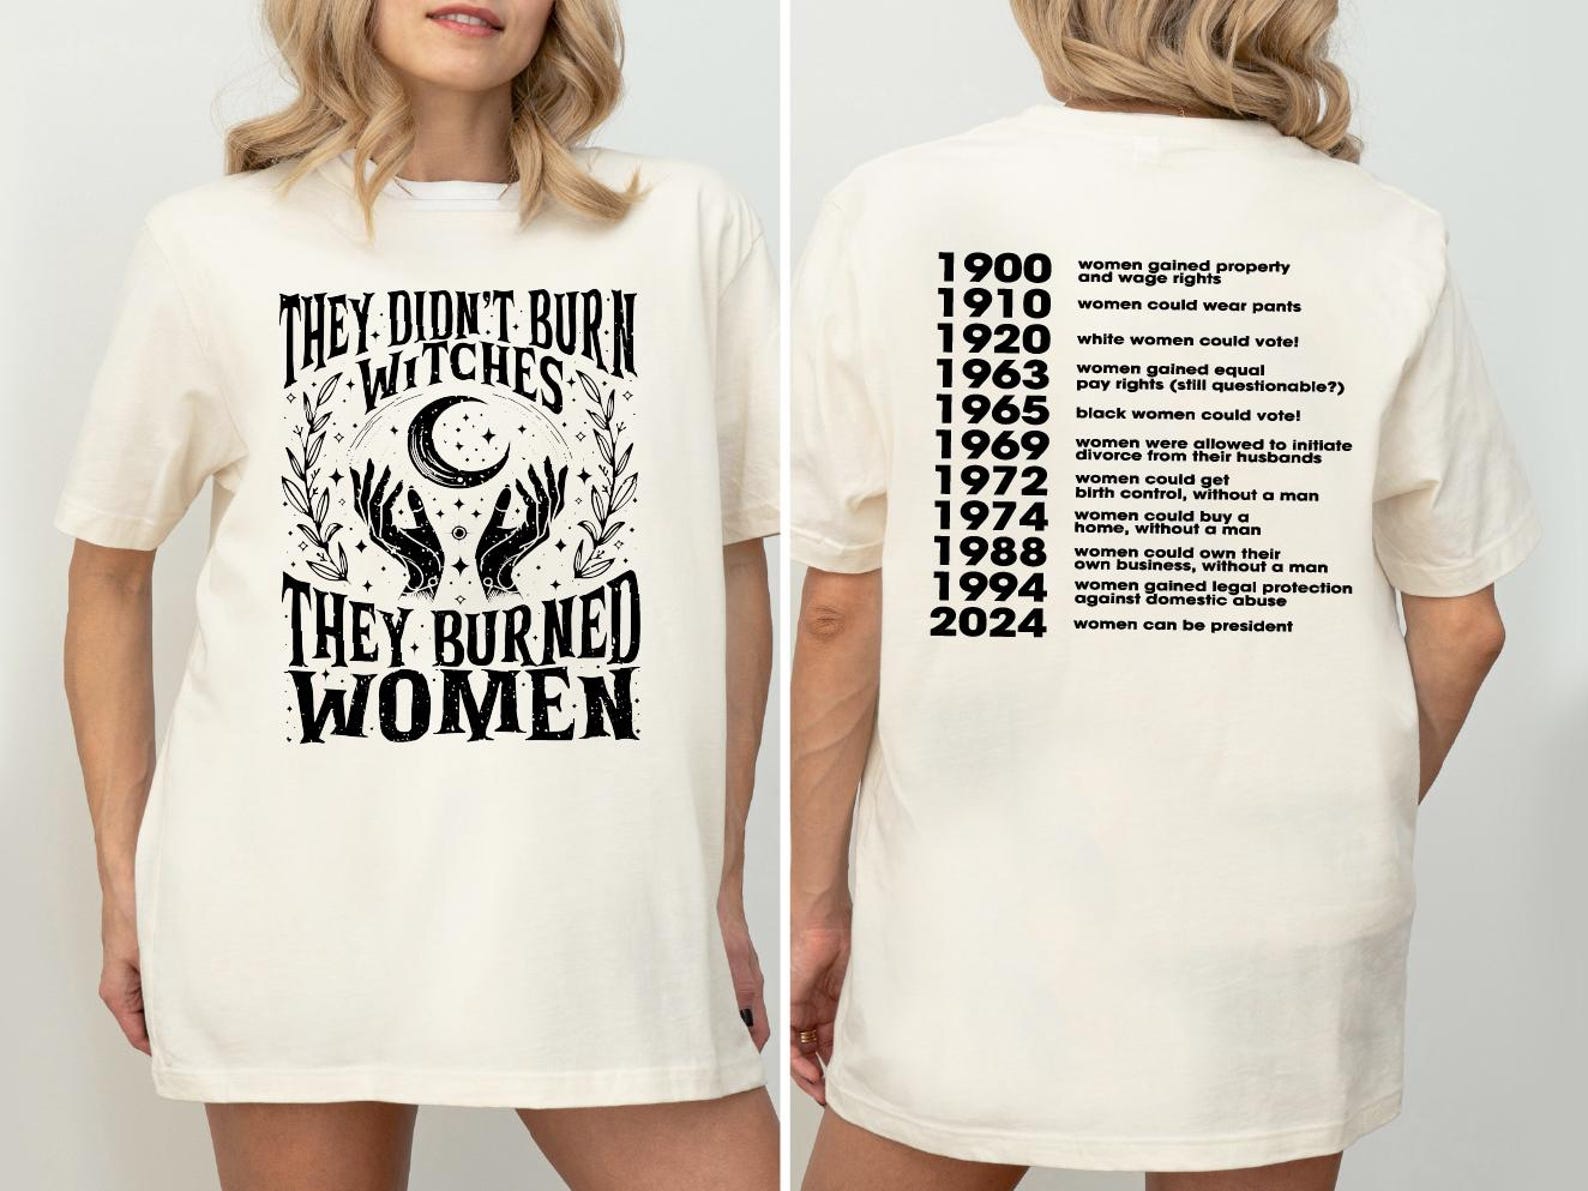 THEY DIDN'T BURN
WITCHES
THEY BURNED
WOMEN
1900 women gained property
and wage rights
1910 women could wear pants
1920 white women could vote!
1963 women gained equal
pay rights (still questionable?)
1965 black women could vote!
1969 women were allowed to initiate
divorce from their husbands
1972 women could get
birth control, without a man
1974 women could buy a
home, without a man
1988 women could own their
own business, without a man
1994 women gained legal protection
against domestic abuse
2024 women can be president